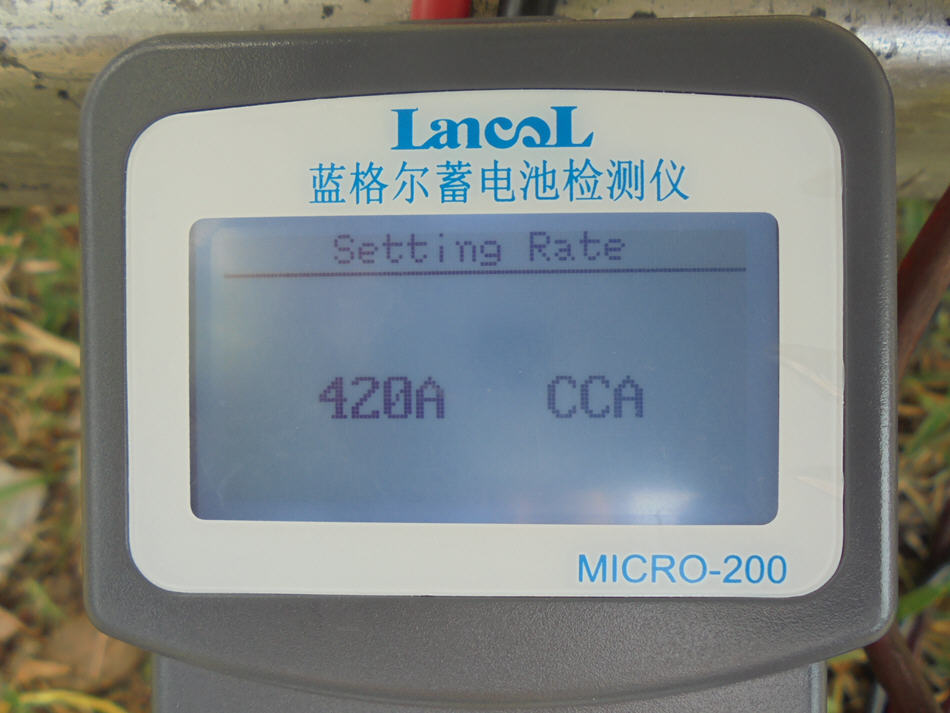 LancoL
蓝格尔蓄电池检测仪
Setting Rate
420A CCA
MICRO-200